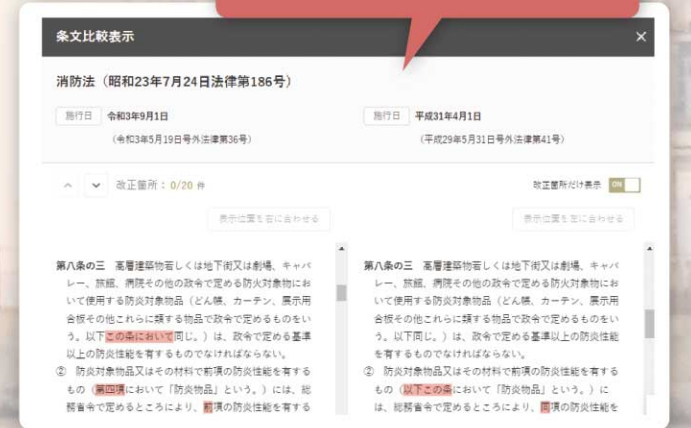 条文比較表示
消防法（昭和23年7月24日法律第186号）
施行日 令和3年9月1日
（令和3年5月19日号外法律第36号）
施行日 平成31年4月1日
（平成29年5月31日号外法律第41号）
改正箇所：0/20 件
改正箇所だけ表示 ON
表示位置を右に合わせる
表示位置を左に合わせる
第八条の三 高層建築物若しくは地下街又は劇場、キャバ
レー、旅館、病院その他の政令で定める防火対象物にお
いて使用する防炎対象物品（どん帳、カーテン、展示用
合板その他これらに類する物品で政令で定めるものをい
う。以下この条において同じ。）は、政令で定める基準
以上の防炎性能を有するものでなければならない。
② 防炎対象物品又はその材料で前項の防炎性能を有する
もの（第四項において「防炎物品」という。）には、総
務省令で定めるところにより、前項の防炎性能を有する
第八条の三 高層建築物若しくは地下街又は劇場、キャバ
レー、旅館、病院その他の政令で定める防火対象物にお
いて使用する防炎対象物品（どん帳、カーテン、展示用
合板その他これらに類する物品で政令で定めるものをい
う。以下同じ。）は、政令で定める基準以上の防炎性能
を有するものでなければならない。
② 防炎対象物品又はその材料で前項の防炎性能を有する
もの（以下この条において「防炎物品」という。）に
は、総務省令で定めるところにより、同項の防炎性能を